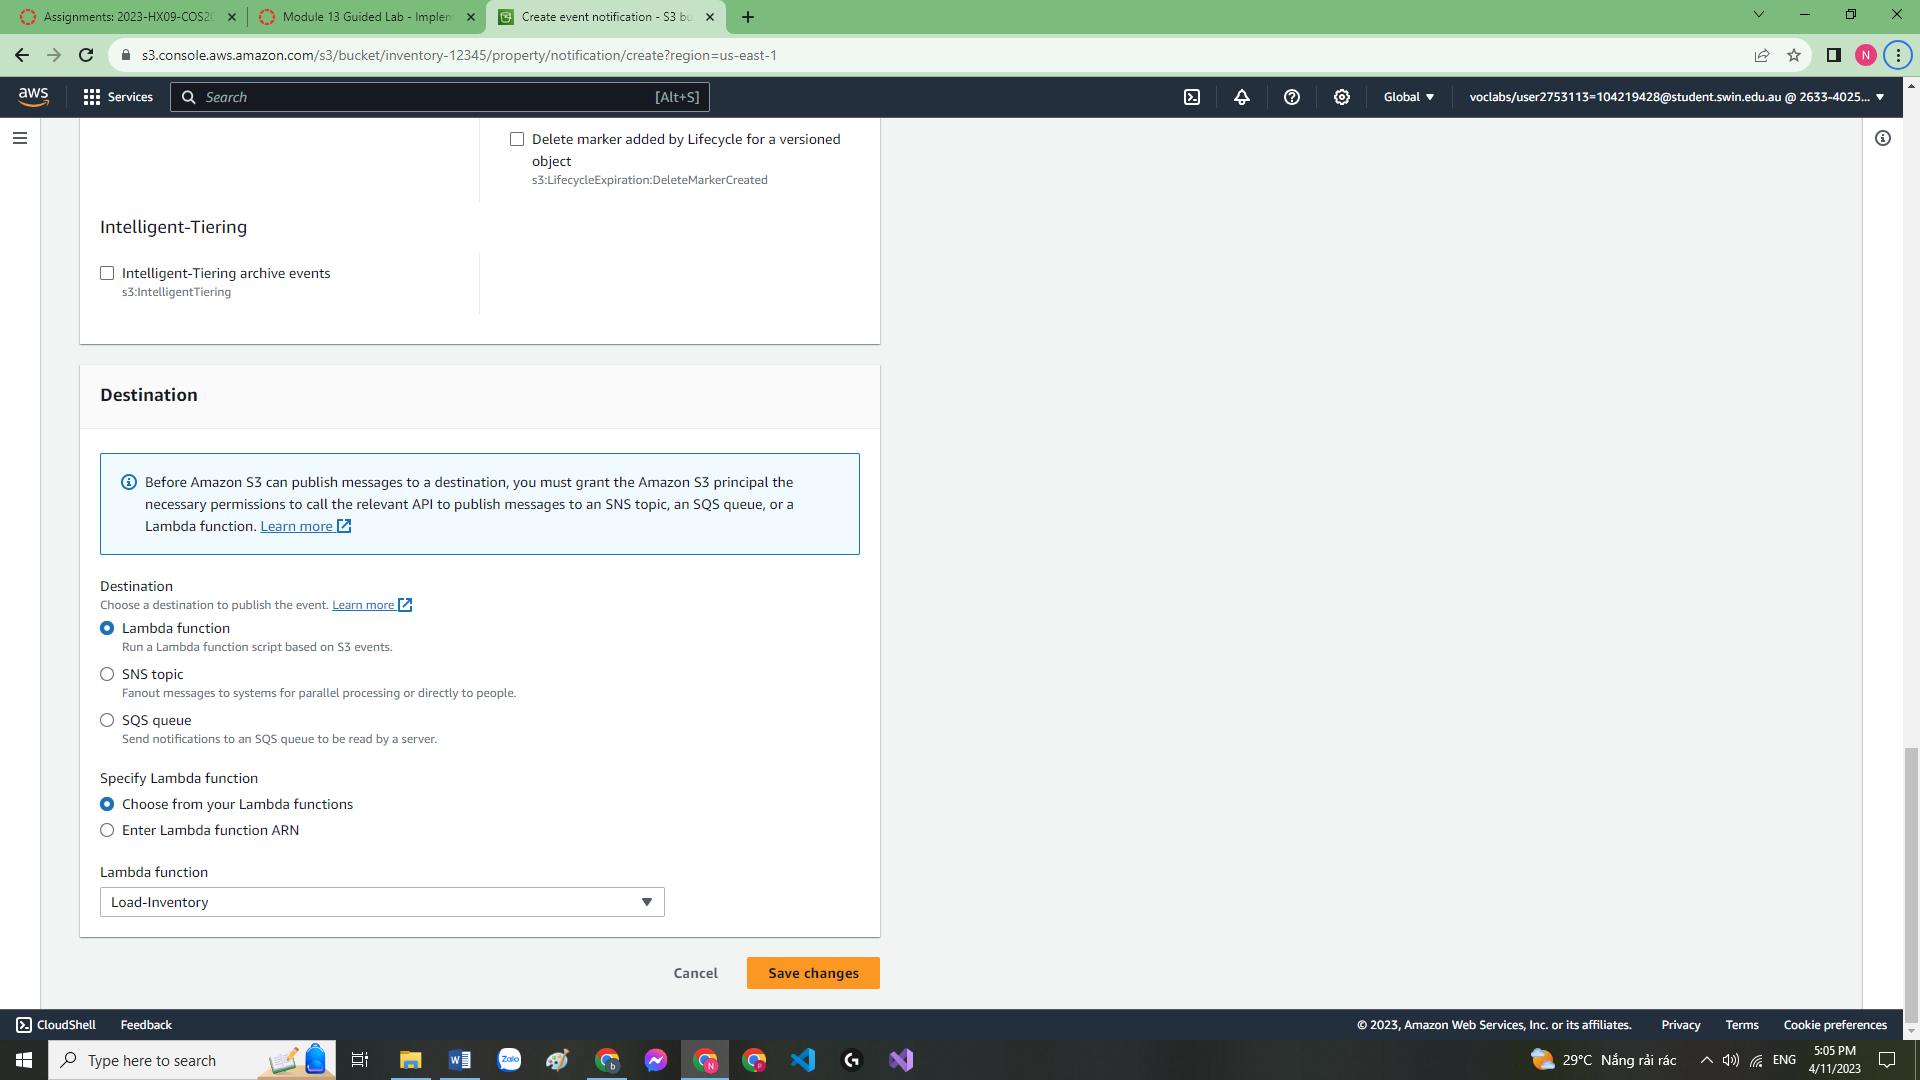 Assignments: 2023-HX09-COS20
Module 13 Guided Lab - Implem
Create event notification - S3 bu
s3.console.aws.amazon.com/s3/bucket/inventory-12345/property/notification/create?region=us-east-1
N
aws
Services
Search
[Alt+S]
Global
voclabs/user2753113=104219428@student.swin.edu.au @ 2633-4025...
Delete marker added by Lifecycle for a versioned
object
s3:LifecycleExpiration:DeleteMarkerCreated
Intelligent-Tiering
Intelligent-Tiering archive events
s3:IntelligentTiering
Destination
Before Amazon S3 can publish messages to a destination, you must grant the Amazon S3 principal the
necessary permissions to call the relevant API to publish messages to an SNS topic, an SQS queue, or a
Lambda function. Learn more
Destination
Choose a destination to publish the event. Learn more
Lambda function
Run a Lambda function script based on S3 events.
SNS topic
Fanout messages to systems for parallel processing or directly to people.
SQS queue
Send notifications to an SQS queue to be read by a server.
Specify Lambda function
Choose from your Lambda functions
Enter Lambda function ARN
Lambda function
Load-Inventory
Cancel
Save changes
CloudShell
Feedback
© 2023, Amazon Web Services, Inc. or its affiliates.
Privacy
Terms
Cookie preferences
Type here to search
Zalo
29°C Nắng rải rác
ENG
5:05 PM
4/11/2023